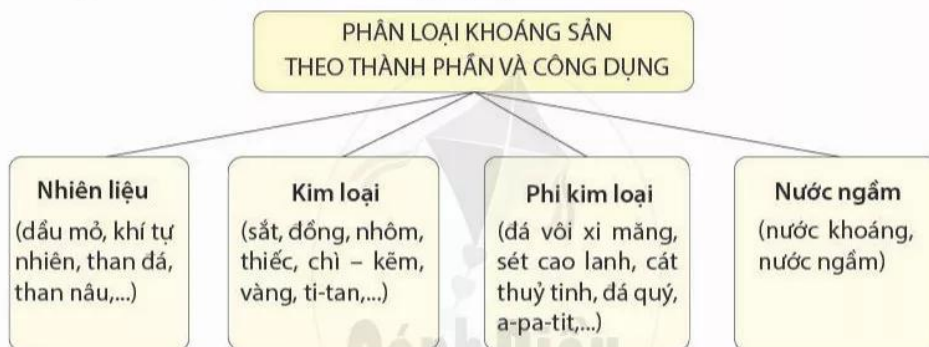 PHÂN LOẠI KHOÁNG SẢN
THEO THÀNH PHẦN VÀ CÔNG DỤNG
Nhiên liệu
(dầu mỏ, khí tự
nhiên, than đá,
than nâu,...)
Kim loại
(sắt, đồng, nhôm,
thiếc, chì – kẽm,
vàng, ti-tan,...)
Phi kim loại
(đá vôi xi măng,
sét cao lanh, cát
thuỷ tinh, đá quý,
a-pa-tit,...)
Nước ngầm
(nước khoáng,
nước ngầm)